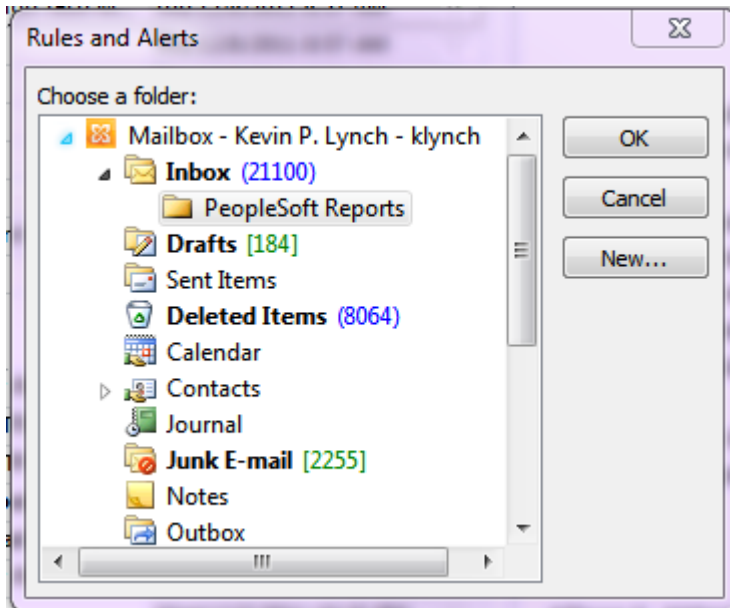 Rules and Alerts
Choose a folder:
Mailbox - Kevin P. Lynch - klynch
OK
Inbox (21100)
Cancel
PeopleSoft Reports
Drafts [184]
New...
Sent Items
Deleted Items (8064)
Calendar
Contacts
Journal
Junk E-mail [2255]
Notes
Outbox